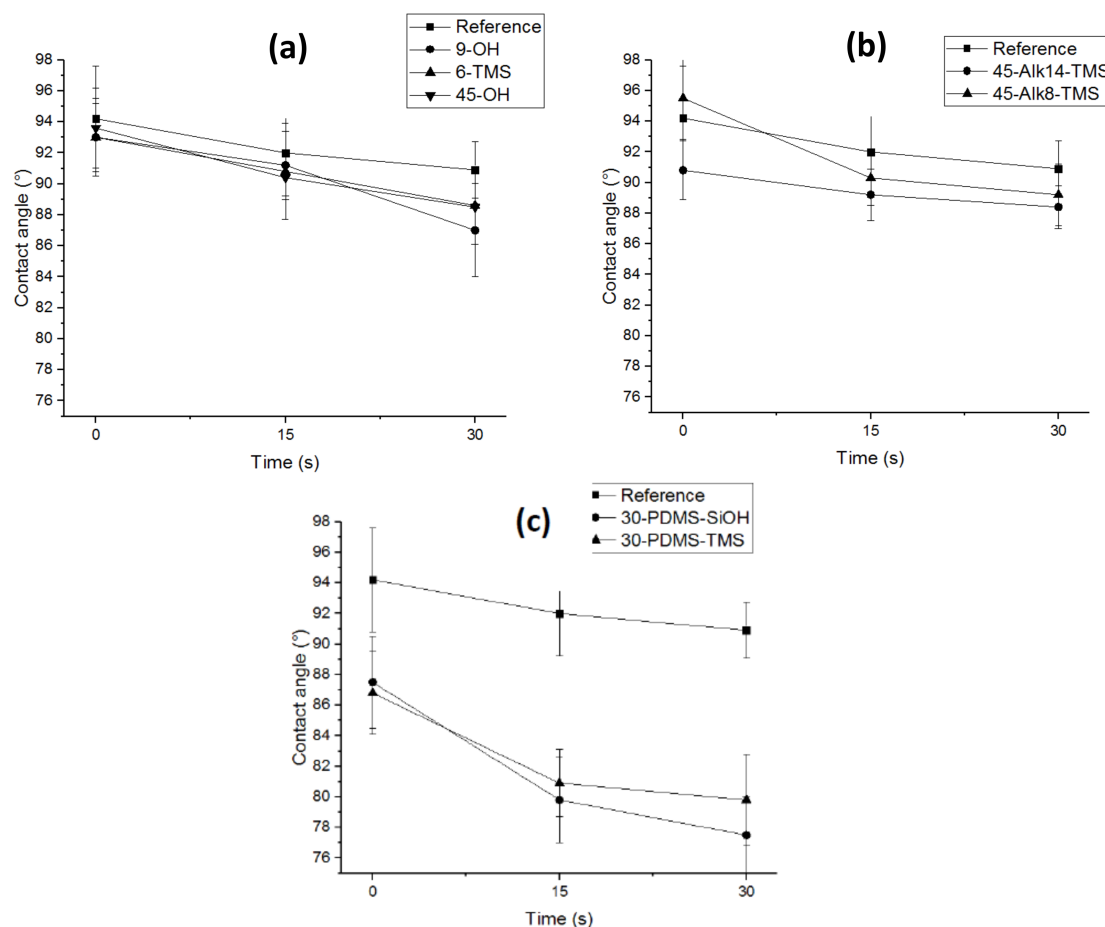 (a)
Reference
9-OH
6-TMS
45-OH
98
96
94
92
90
88
86
84
82
80
78
76
Contact angle (°)
0
15
30
Time (s)
(b)
Reference
45-Alk14-TMS
45-Alk8-TMS
98
96
94
92
90
88
86
84
82
80
78
76
Contact angle (°)
0
15
30
Time (s)
(c)
Reference
30-PDMS-SiOH
30-PDMS-TMS
98
96
94
92
90
88
86
84
82
80
78
76
Contact angle (°)
0
15
30
Time (s)